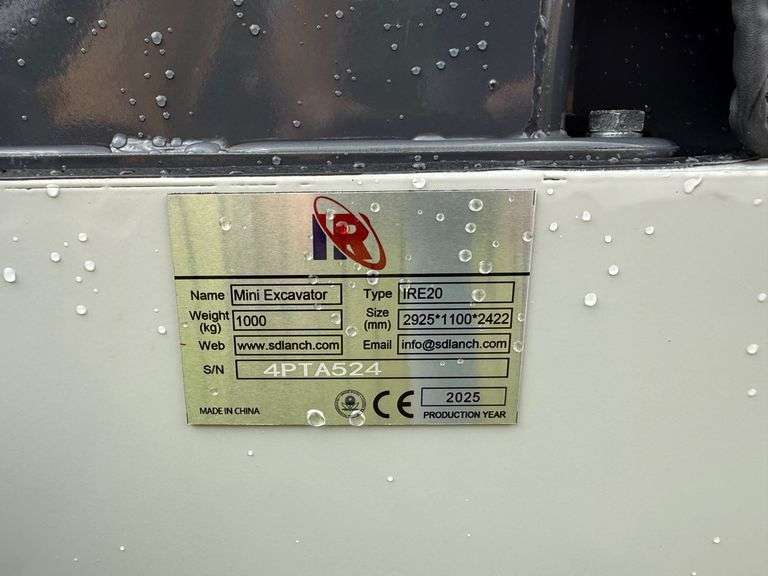 IR
Name Mini Excavator Type IRE20
Weight (kg) 1000 Size (mm) 2925*1100*2422
Web www.sdlanch.com Email info@sdlanch.com
S/N 4PTA524
MADE IN CHINA CE 2025
PRODUCTION YEAR